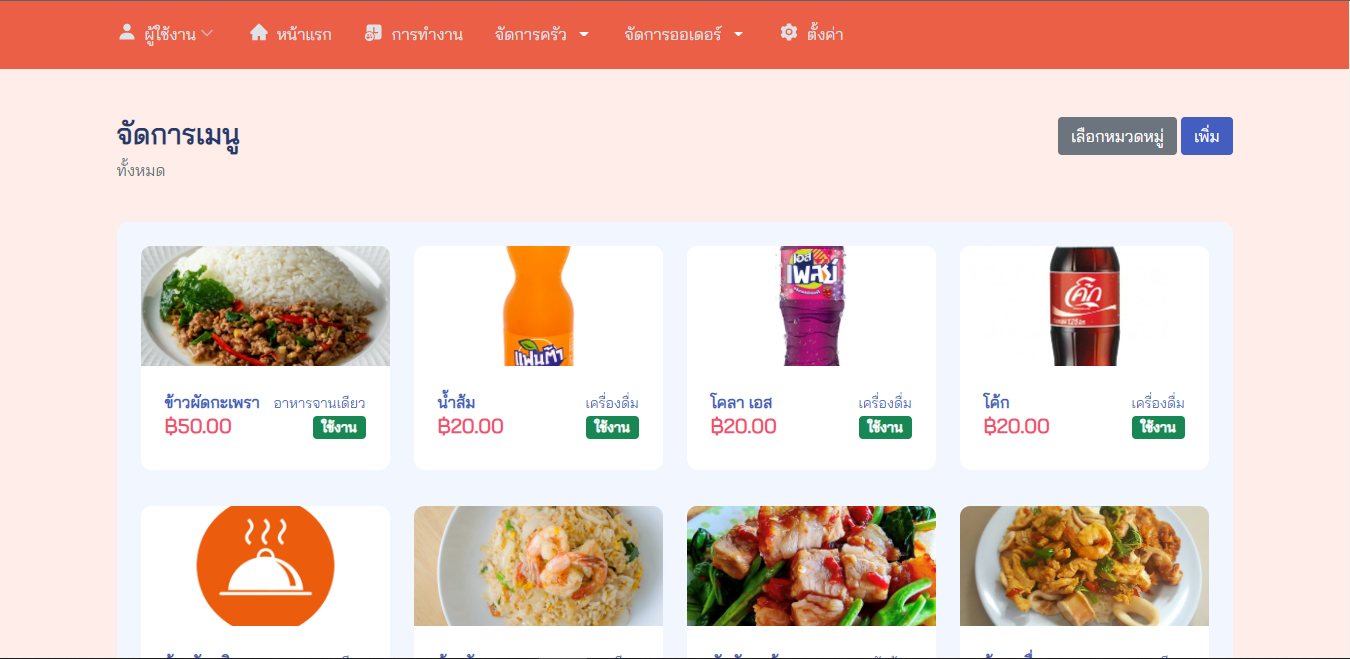 ผู้ใช้งาน หน้าแรก การทำงาน จัดการครัว จัดการออเดอร์ ตั้งค่า
จัดการเมนู
ทั้งหมด
เลือกหมวดหมู่ เพิ่ม
แฟนต้า
เอส
เพลย์
โค้ก
ข้าวผัดกะเพรา อาหารจานเดียว
฿50.00 ใช้งาน
น้ำส้ม เครื่องดื่ม
฿20.00 ใช้งาน
โคลา เอส เครื่องดื่ม
฿20.00 ใช้งาน
โค้ก เครื่องดื่ม
฿20.00 ใช้งาน